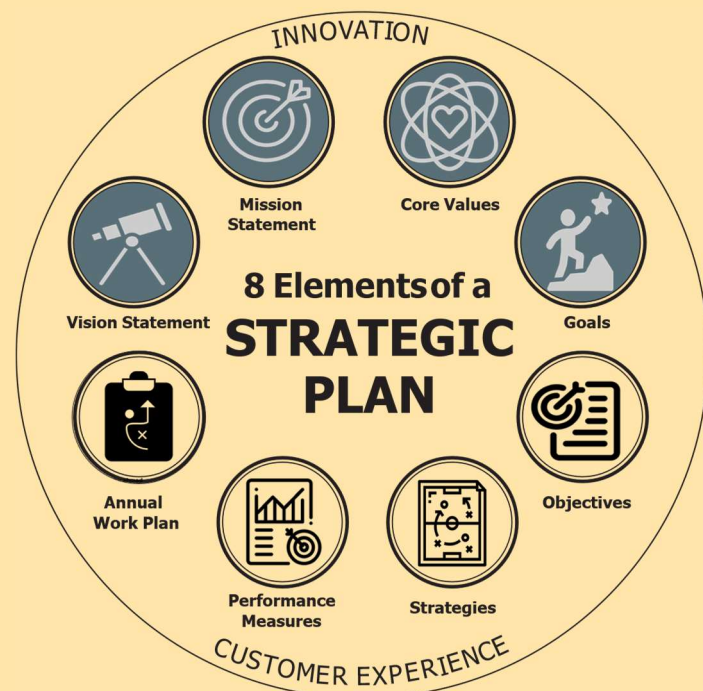 INNOVATION
Mission
Statement
Core Values
Vision Statement
Goals
8 Elements of a
STRATEGIC
PLAN
Annual
Work Plan
Objectives
Performance
Measures
Strategies
CUSTOMER EXPERIENCE